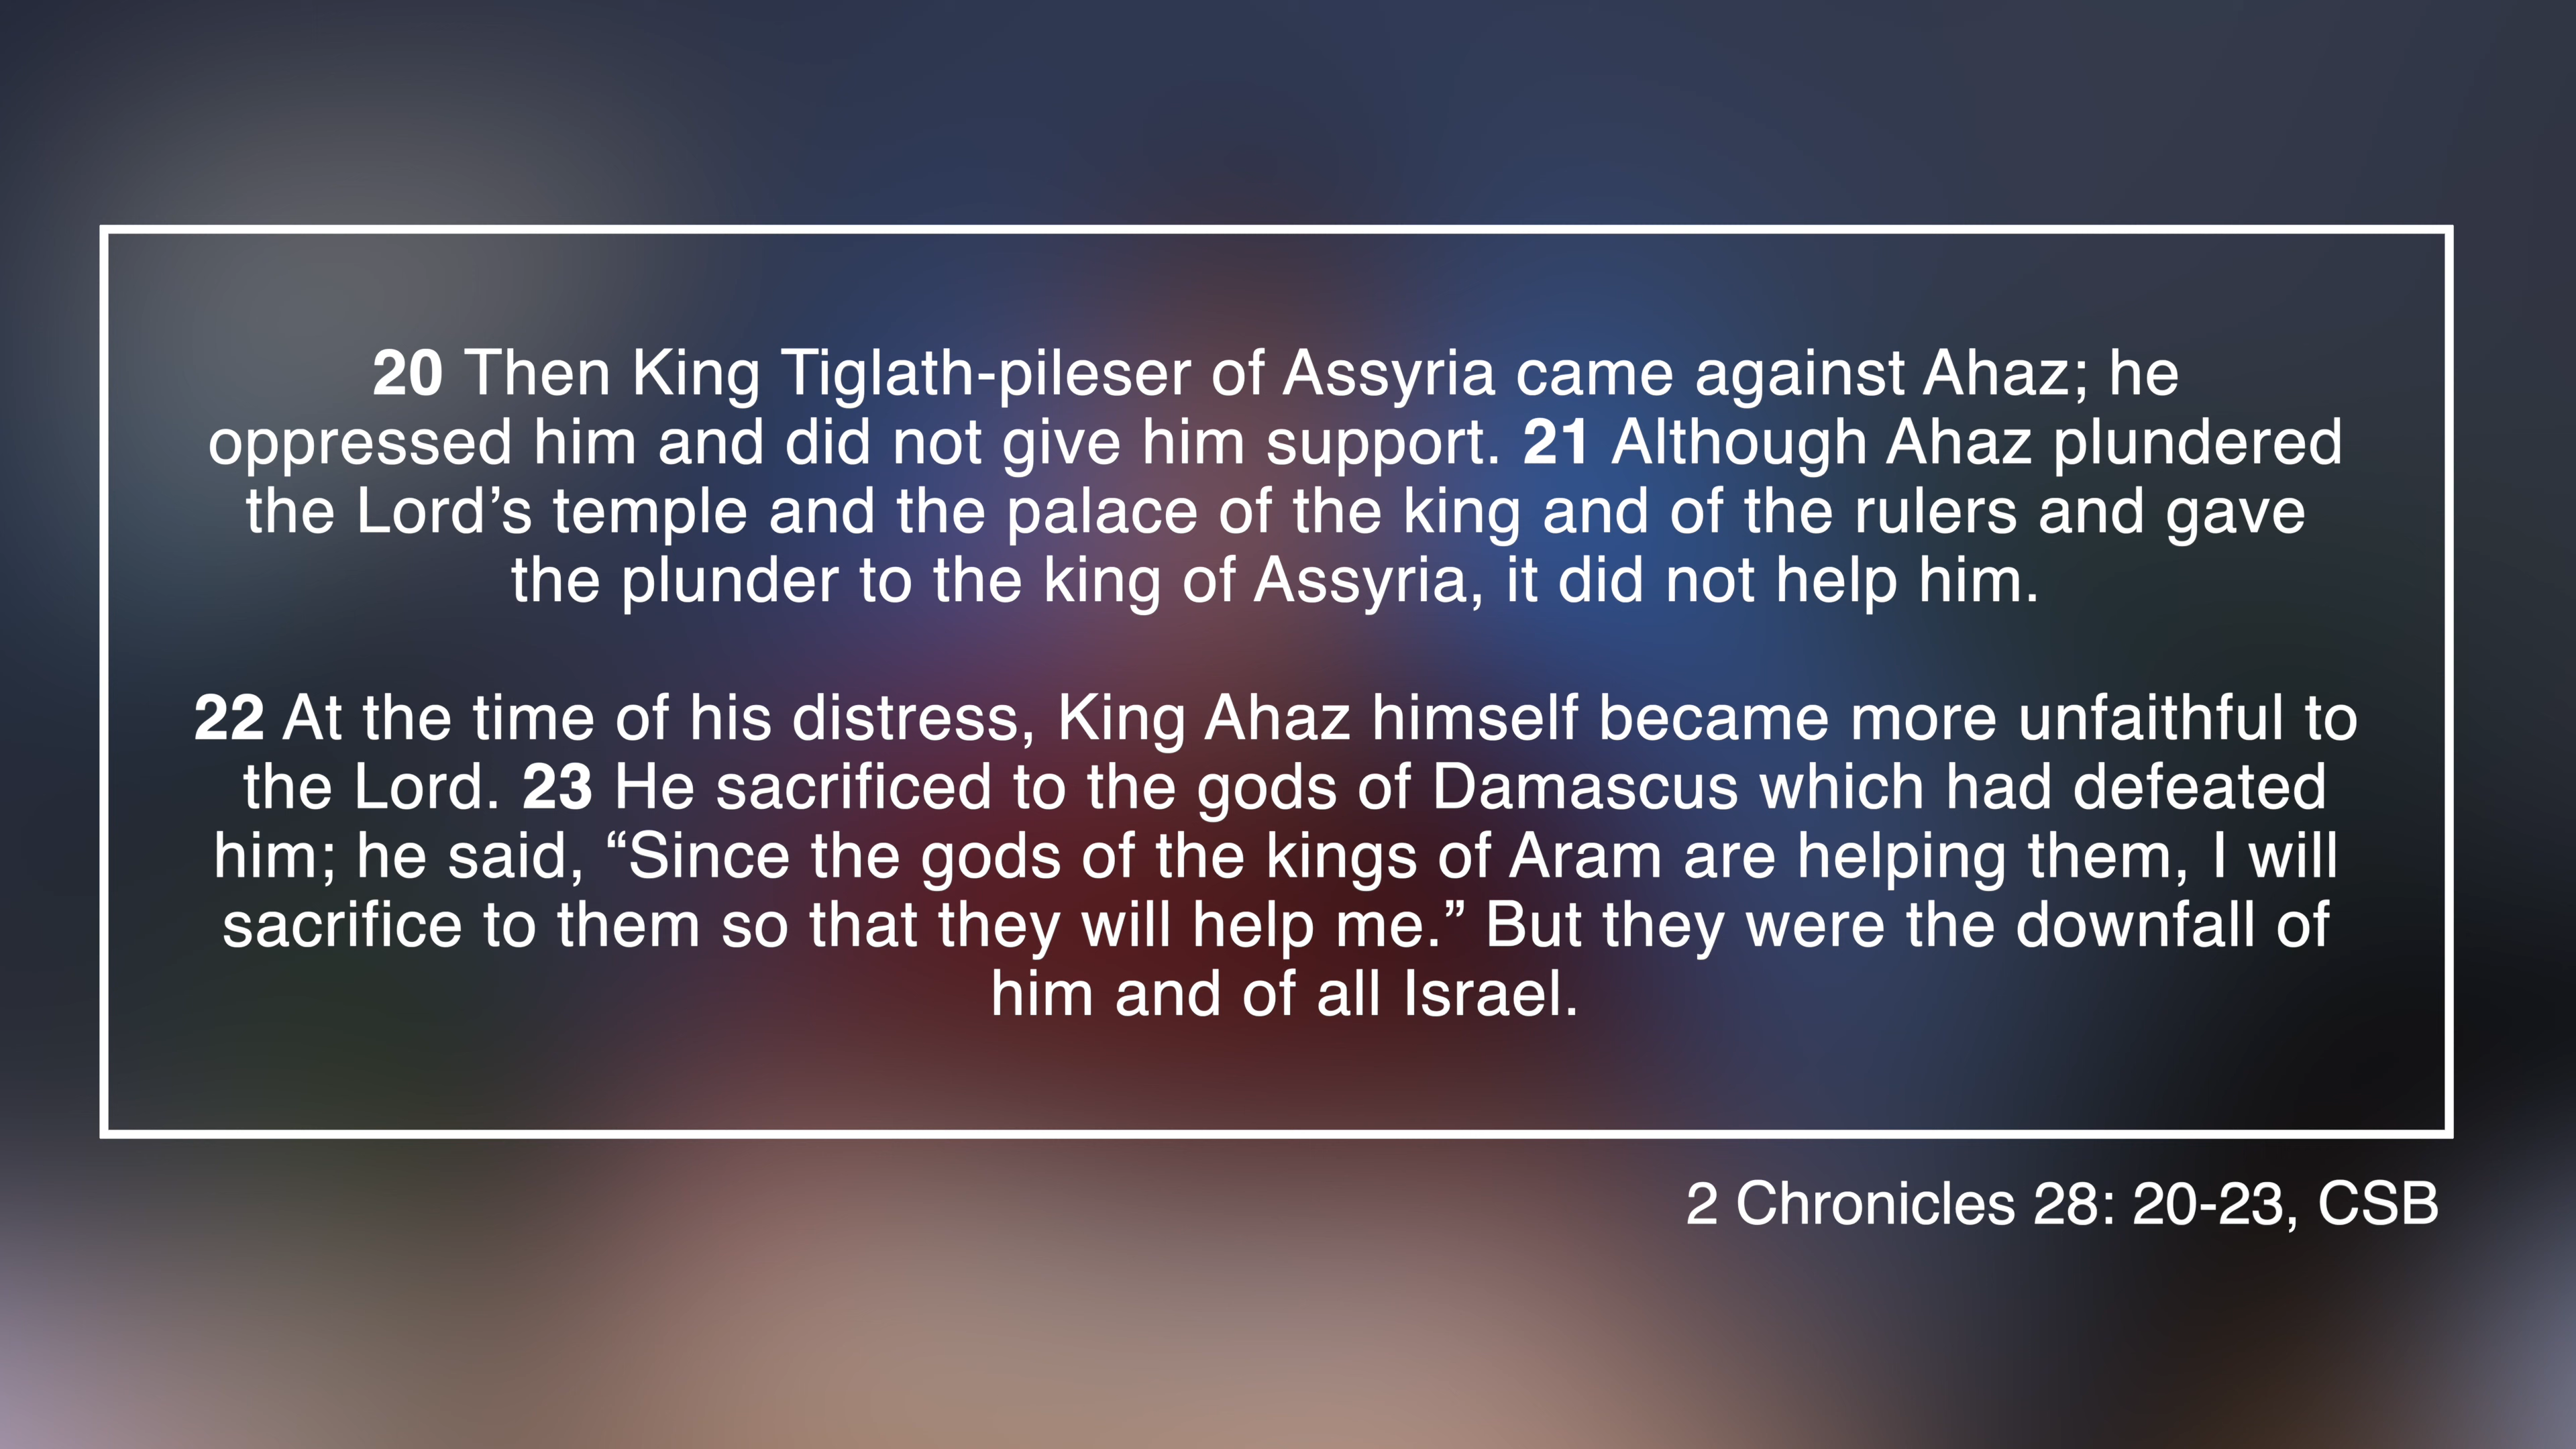 20 Then King Tiglath-pileser of Assyria came against Ahaz; he
oppressed him and did not give him support. 21 Although Ahaz plundered
the Lord’s temple and the palace of the king and of the rulers and gave
the plunder to the king of Assyria, it did not help him.
22 At the time of his distress, King Ahaz himself became more unfaithful to
the Lord. 23 He sacrificed to the gods of Damascus which had defeated
him; he said, “Since the gods of the kings of Aram are helping them, I will
sacrifice to them so that they will help me.” But they were the downfall of
him and of all Israel.
2 Chronicles 28: 20-23, CSB